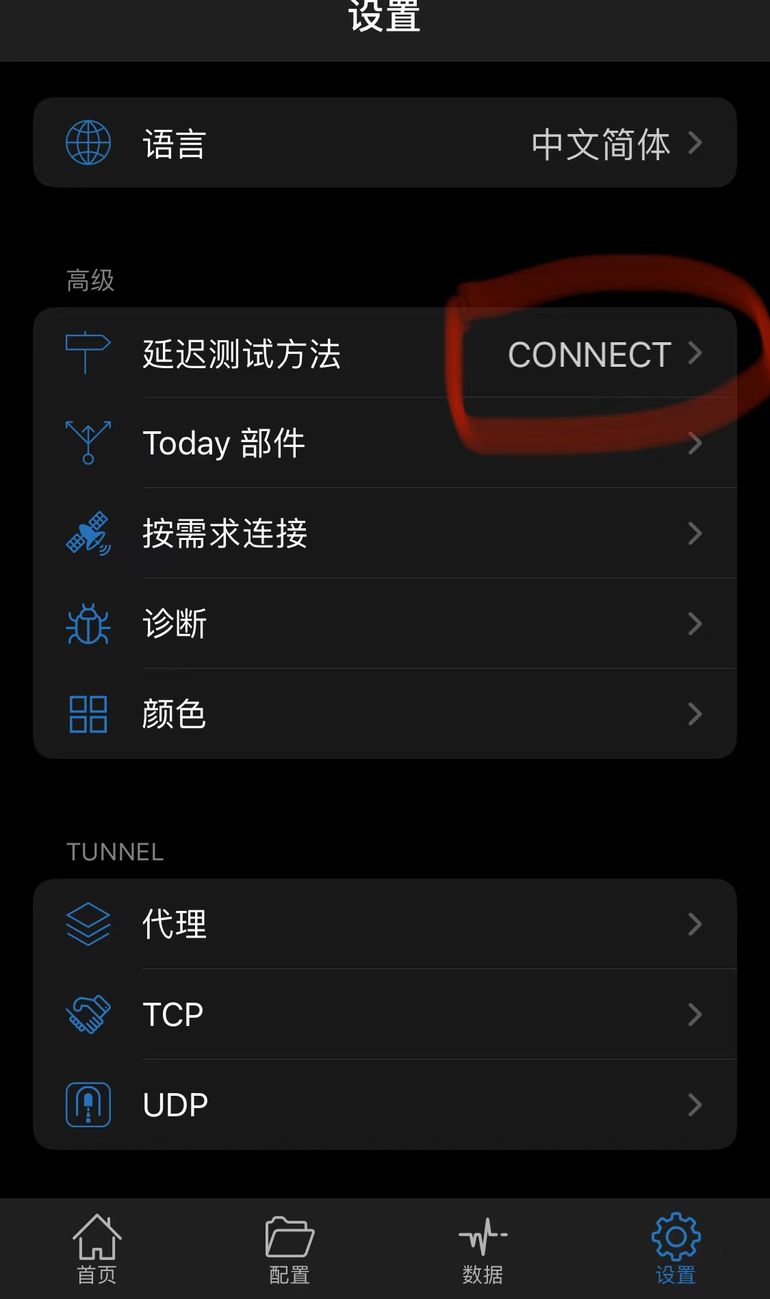 设置
语言 中文简体
高级
延迟测试方法 CONNECT
Today 部件
按需求连接
诊断
颜色
TUNNEL
代理
TCP
UDP
首页 配置 数据 设置